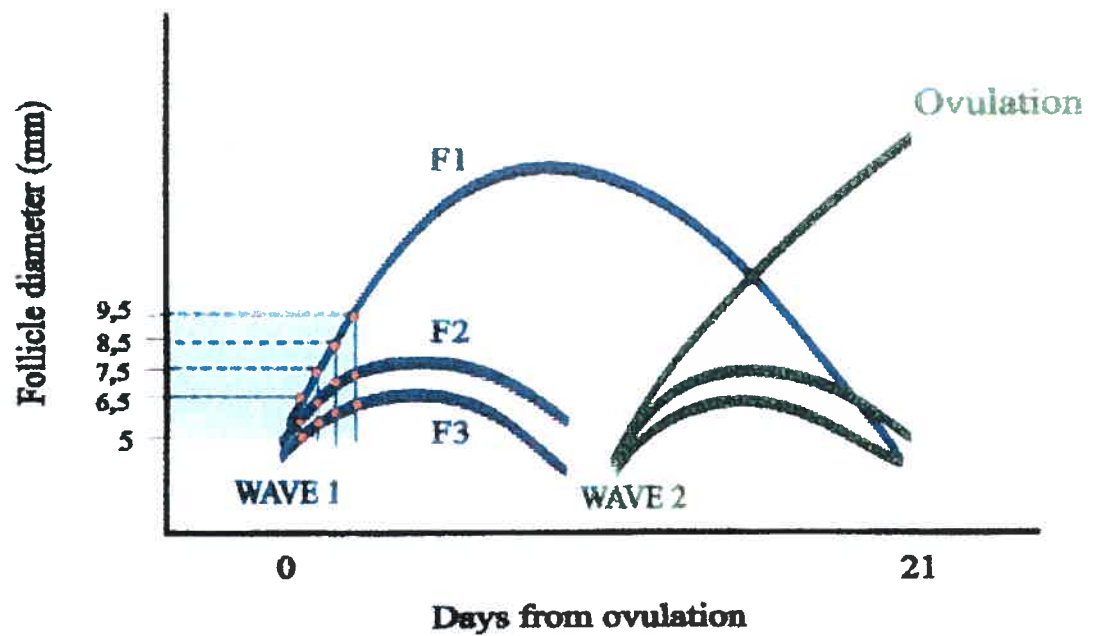 Ovulation
F1
Follicle diameter (mm)
9,5
8,5
7,5
6,5
5
F2
F3
WAVE 1
WAVE 2
0
21
Days from ovulation